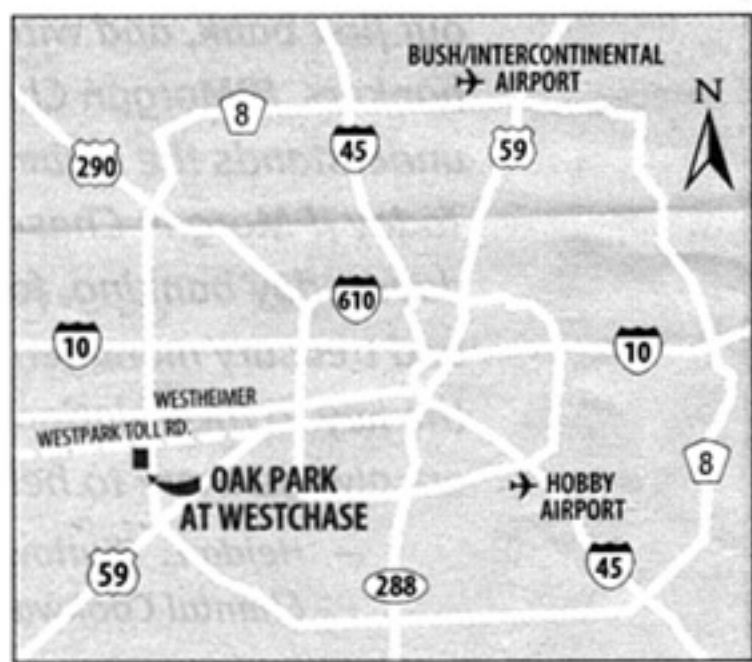 BUSH/INTERCONTINENTAL
AIRPORT
N
8
45
59
290
610
10
10
WESTHEIMER
WESTPARK TOLL RD.
OAK PARK
AT WESTCHASE
HOBBY
AIRPORT
8
59
288
45